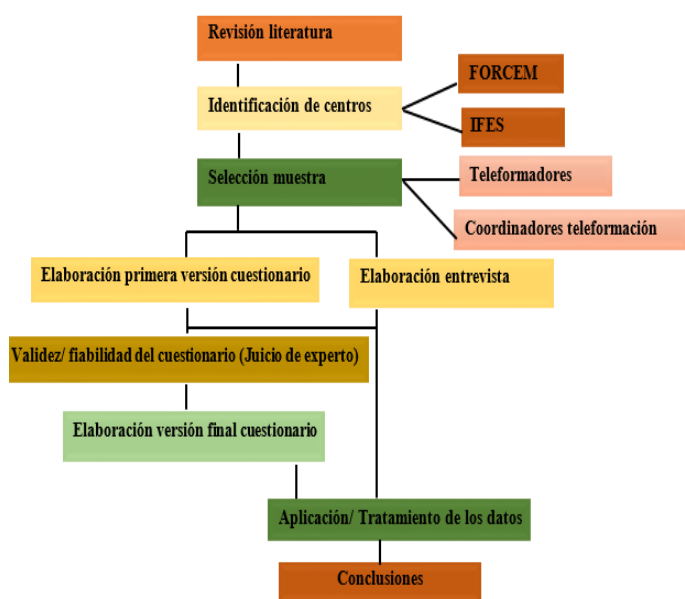 Revisión literatura
FORCEM
Identificación de centros
IFES
Selección muestra
Teleformadores
Coordinadores teleformación
Elaboración primera versión cuestionario
Elaboración entrevista
Validez/ fiabilidad del cuestionario (Juicio de experto)
Elaboración versión final cuestionario
Aplicación/ Tratamiento de los datos
Conclusiones